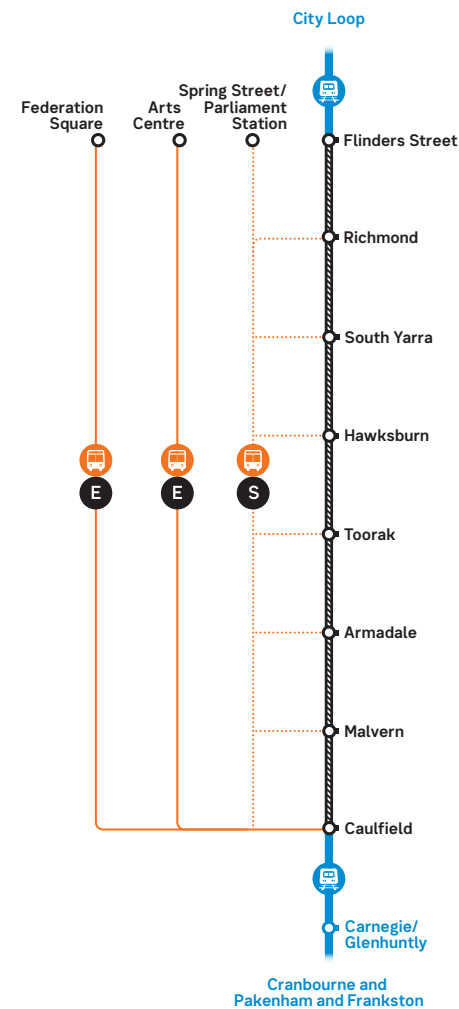 City Loop
Spring Street/
Parliament
Station
Federation
Square
Arts
Centre
Flinders Street
Richmond
South Yarra
Hawksburn
E
E
S
Toorak
Armadale
Malvern
Caulfield
Carnegie/
Glenhuntly
Cranbourne and
Pakenham and Frankston